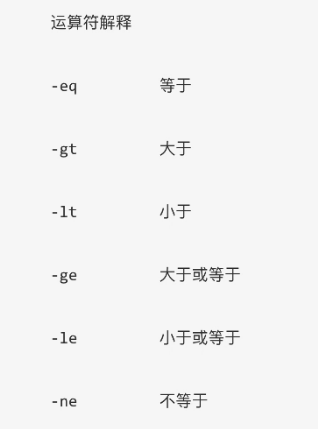 运算符解释
-eq 等于
-gt 大于
-lt 小于
-ge 大于或等于
-le 小于或等于
-ne 不等于